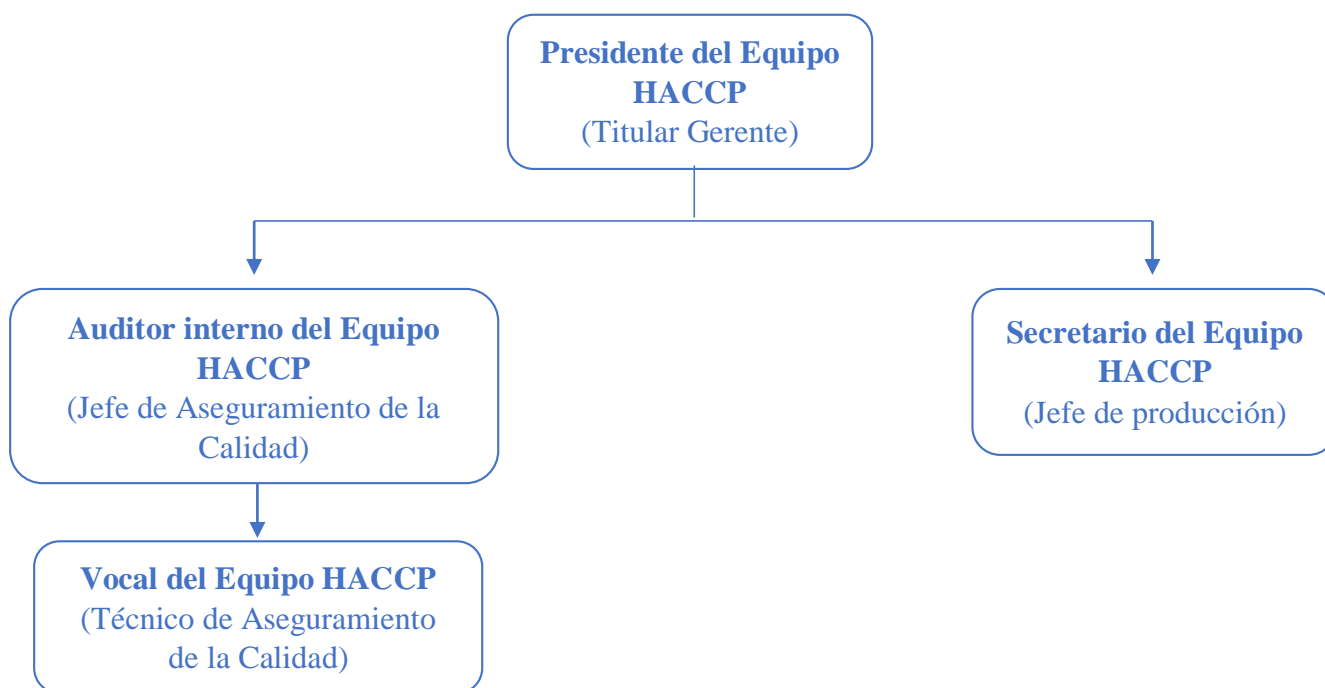 Presidente del Equipo
HACCP
(Titular Gerente)
Auditor interno del Equipo
HACCP
(Jefe de Aseguramiento de la
Calidad)
Secretario del Equipo
HACCP
(Jefe de producción)
Vocal del Equipo HACCP
(Técnico de Aseguramiento
de la Calidad)